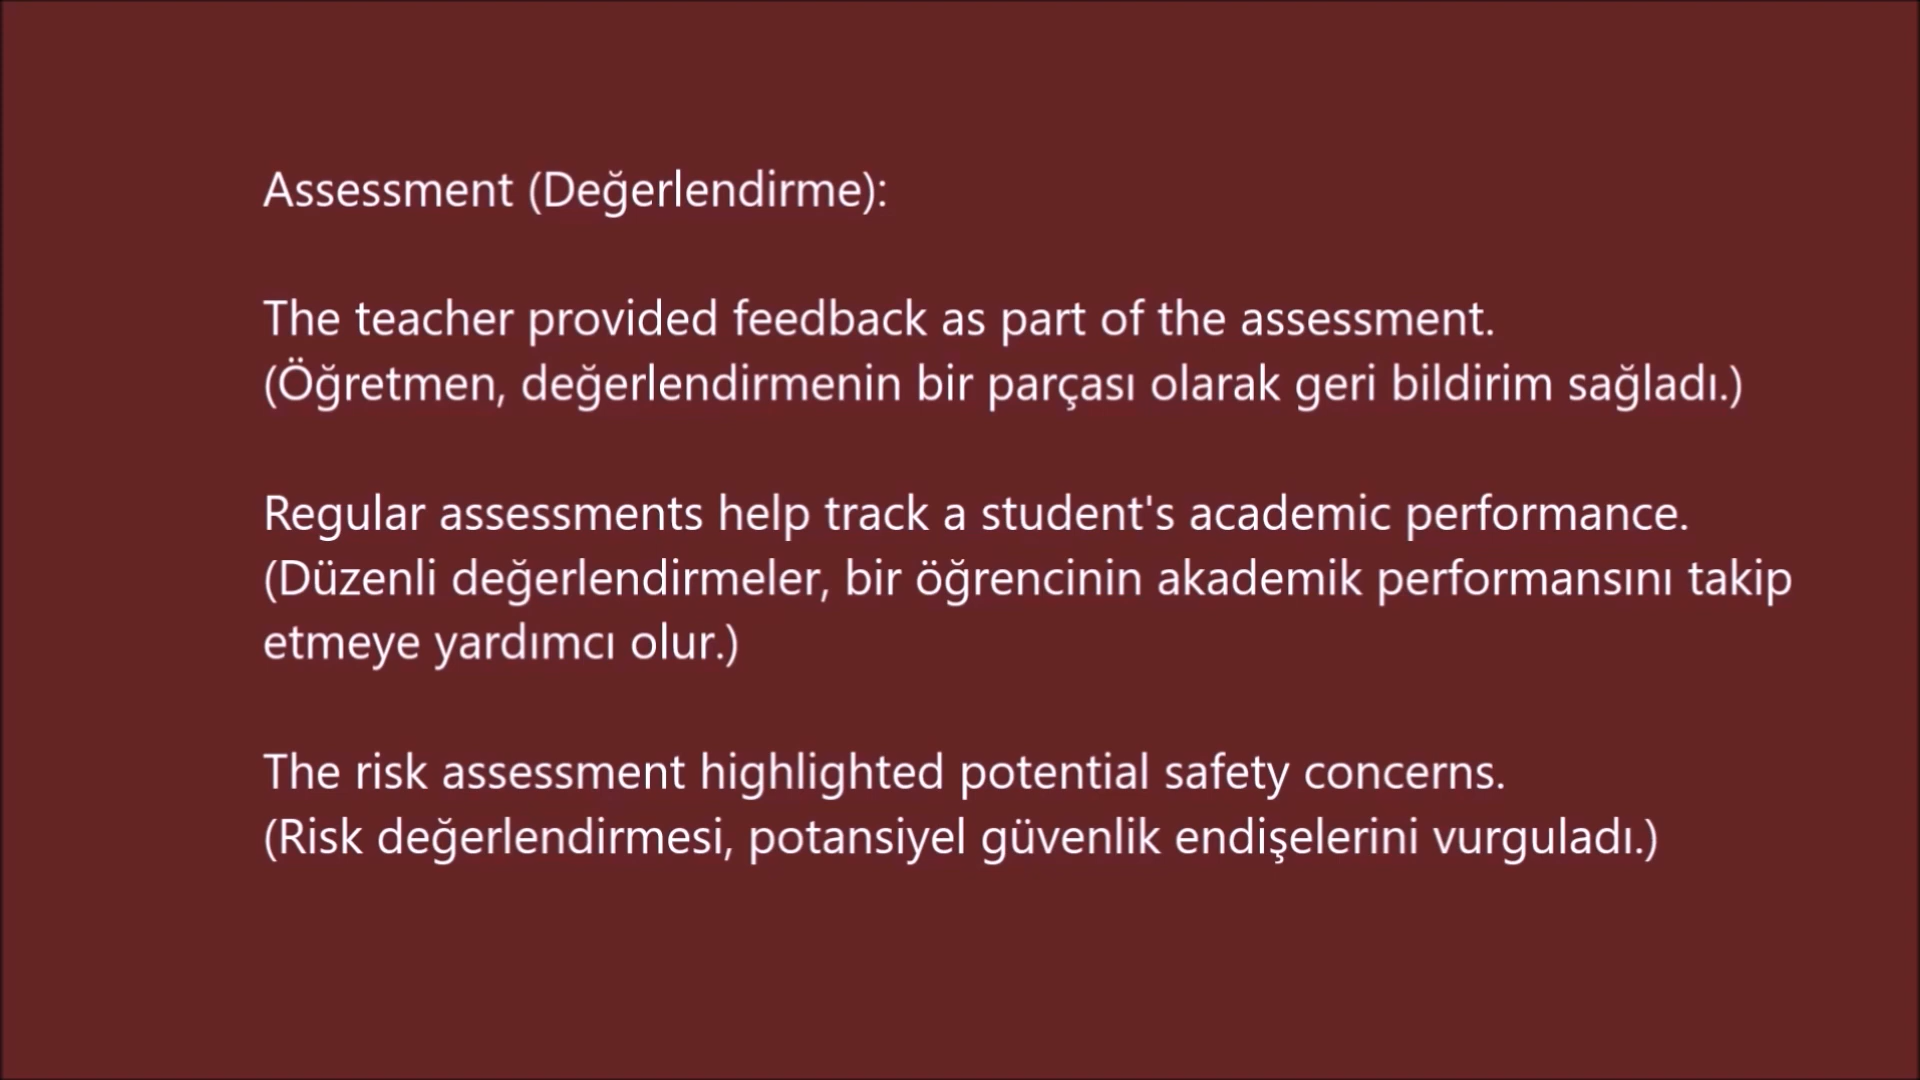 Assessment (Değerlendirme):
The teacher provided feedback as part of the assessment.
(Öğretmen, değerlendirmenin bir parçası olarak geri bildirim sağladı.)
Regular assessments help track a student's academic performance.
(Düzenli değerlendirmeler, bir öğrencinin akademik performansını takip
etmeye yardımcı olur.)
The risk assessment highlighted potential safety concerns.
(Risk değerlendirmesi, potansiyel güvenlik endişelerini vurguladı.)